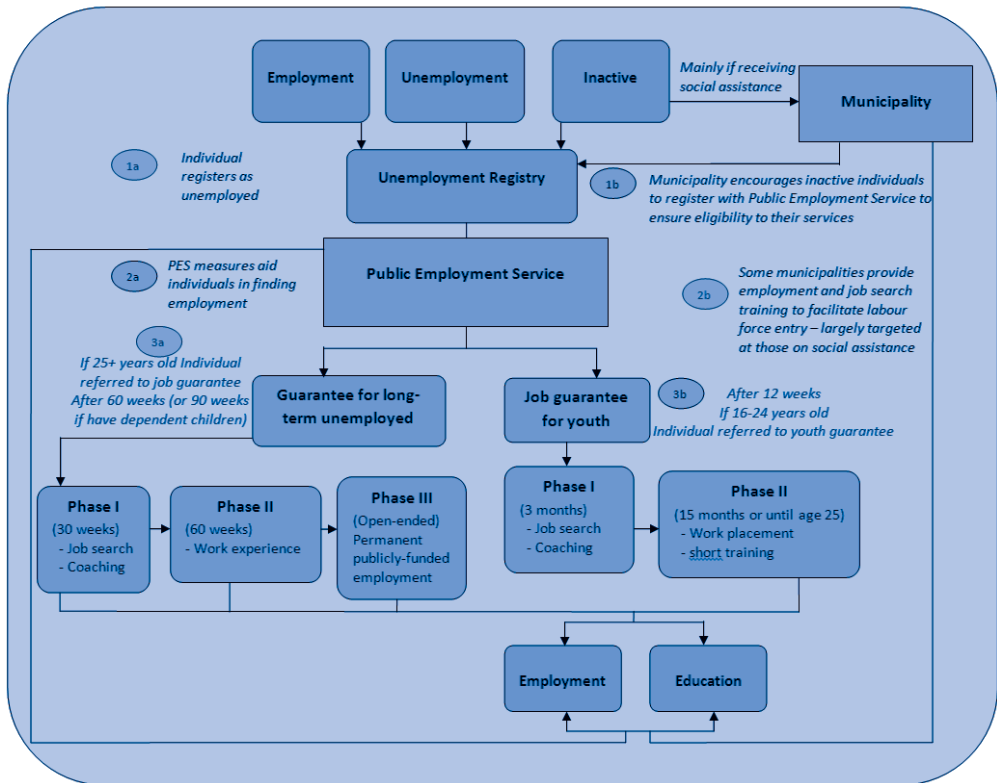 Employment
Unemployment
Inactive
Mainly if receiving
social assistance
Municipality
1a
Individual
registers as
unemployed
Unemployment Registry
1b
Municipality encourages inactive individuals
to register with Public Employment Service to
ensure eligibility to their services
2a
PES measures aid
individuals in finding
employment
Public Employment Service
2b
Some municipalities provide
employment and job search
training to facilitate labour
force entry – largely targeted
at those on social assistance
3a
If 25+ years old Individual
referred to job guarantee
After 60 weeks (or 90 weeks
if have dependent children)
Guarantee for long-
term unemployed
Job guarantee
for youth
3b
After 12 weeks
If 16-24 years old
Individual referred to youth guarantee
Phase I
(30 weeks)
- Job search
- Coaching
Phase II
(60 weeks)
- Work experience
Phase III
(Open-ended)
Permanent
publicly-funded
employment
Phase I
(3 months)
- Job search
- Coaching
Phase II
(15 months or until age 25)
- Work placement
- short training
Employment
Education